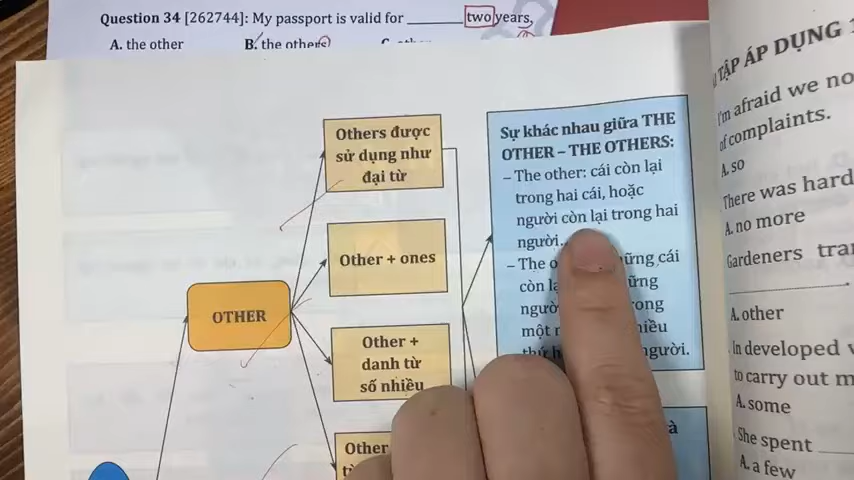 Question 34 [262744]: My passport is valid for ________ two years,
A. the other
B. the others
Others được
sử dụng như
đại từ
Other + ones
OTHER
Other +
danh từ
số nhiều
Other
Sự khác nhau giữa THE
OTHER – THE OTHERS:
– The other: cái còn lại
trong hai cái, hoặc
người còn lại trong hai
người.
– The
cái
còn
một
người.
à
TẬP ÁP DỤNG
I'm afraid we no
of complaints.
A. so
There was hard
A. no more
Gardeners tra
A. other
In developed
to carry out m
A. some
She spent
A. a few